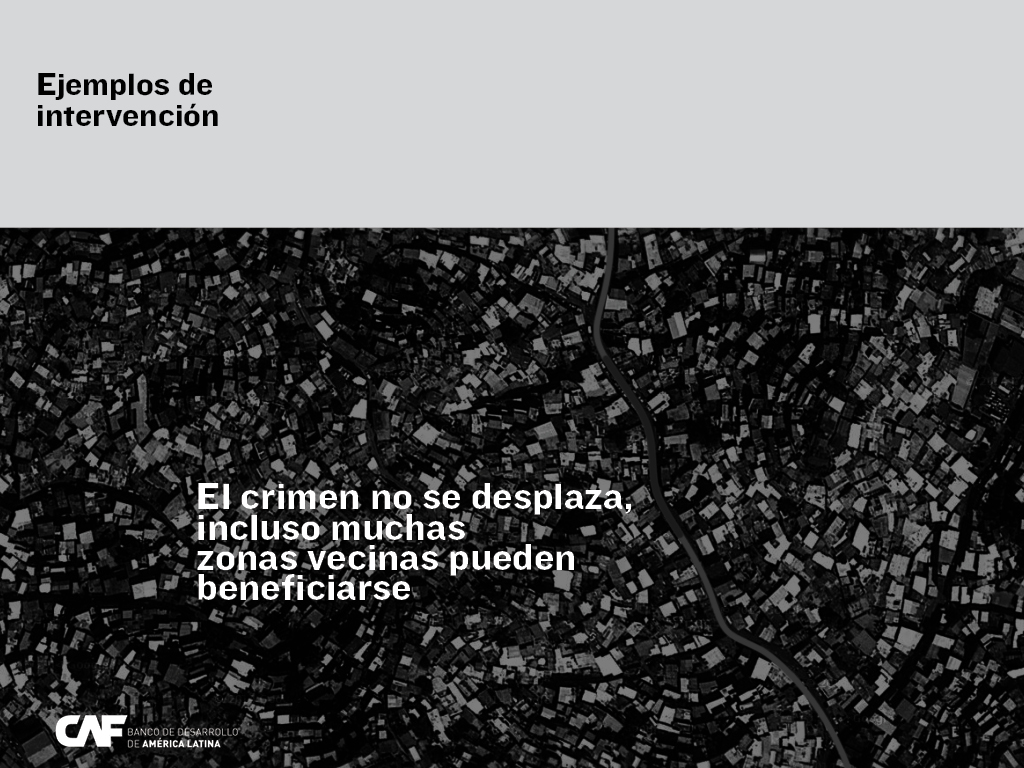 Ejemplos de
intervención
El crimen no se desplaza,
incluso muchas
zonas vecinas pueden
beneficiarse
CAF BANCO DE DESARROLLO
DE AMÉRICA LATINA